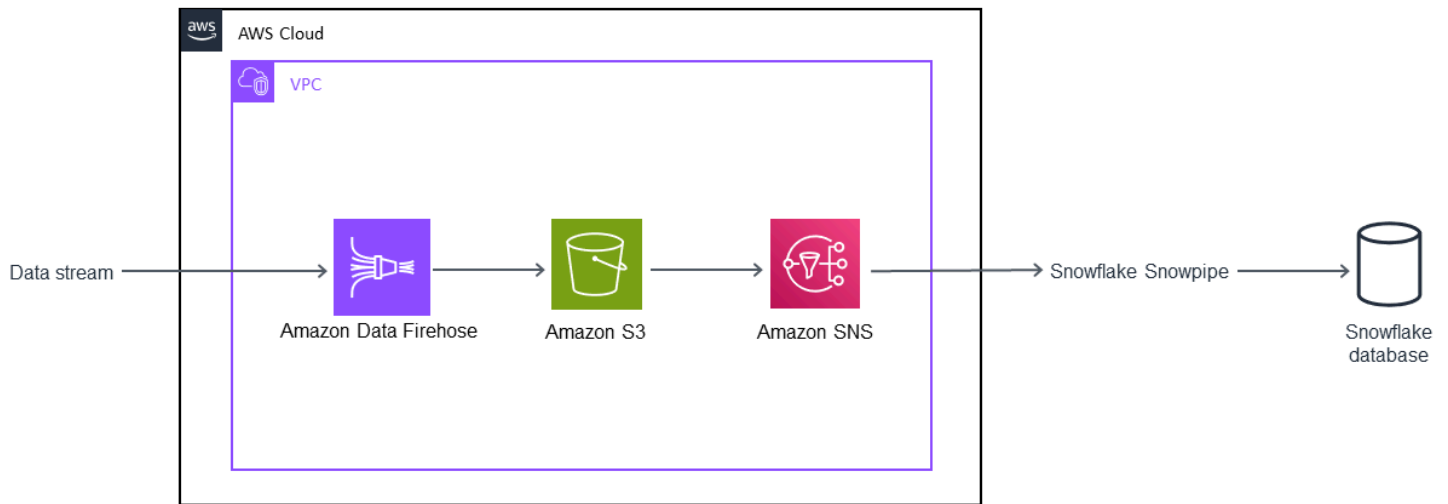 aws
AWS Cloud
VPC
Data stream
Amazon Data Firehose
Amazon S3
Amazon SNS
Snowflake Snowpipe
Snowflake
database